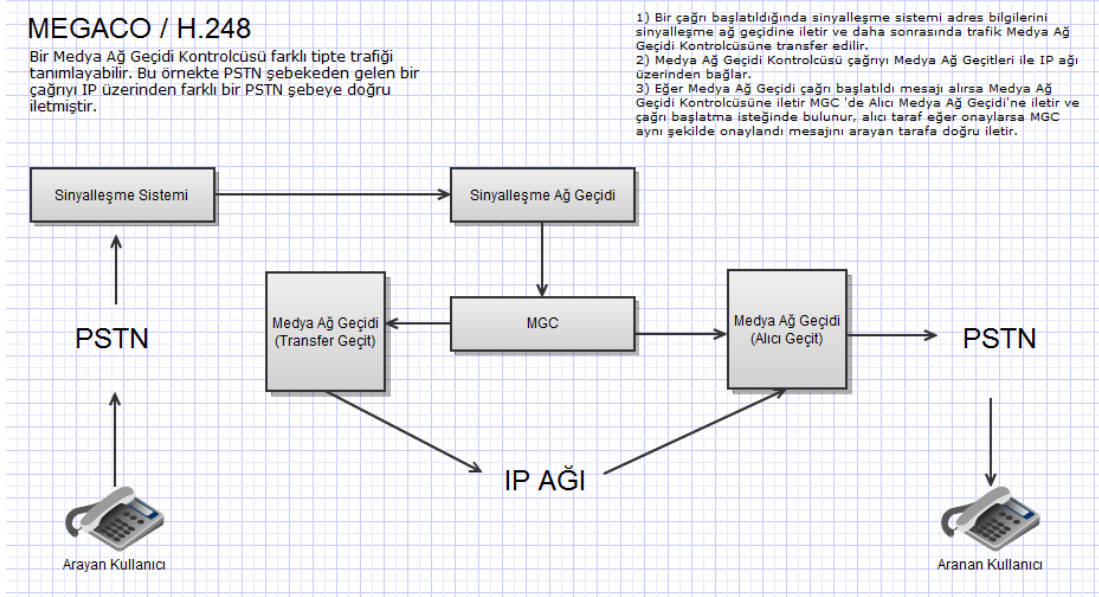 MEGACO / H.248
Bir Medya Ağ Geçidi Kontrolcüsü farklı tipte trafiği
tanımlayabilir. Bu örnekte PSTN şebekeden gelen bir
çağrıyı IP üzerinden farklı bir PSTN şebeye doğru
iletmiştir.
1) Bir çağrı başlatıldığında sinyalleşme sistemi adres bilgilerini
sinyalleşme ağ geçidine iletir ve daha sonrasında trafik Medya Ağ
Geçidi Kontrolcüsüne transfer edilir.
2) Medya Ağ Geçidi Kontrolcüsü çağrıyı Medya Ağ Geçitleri ile IP ağı
üzerinden bağlar.
3) Eğer Medya Ağ Geçidi çağrı başlatıldı mesajı alırsa Medya Ağ
Geçidi Kontrolcüsüne iletir MGC 'de Alıcı Medya Ağ Geçidi'ne iletir ve
çağrı başlatma isteğinde bulunur, alıcı taraf eğer onaylarsa MGC
aynı şekilde onaylandı mesajını arayan tarafa doğru iletir.
Sinyalleşme Sistemi
Sinyalleşme Ağ Geçidi
Medya Ağ Geçidi
(Transfer Geçit)
MGC
Medya Ağ Geçidi
(Alıcı Geçit)
PSTN
PSTN
IP AĞI
Arayan Kullanıcı
Aranan Kullanıcı